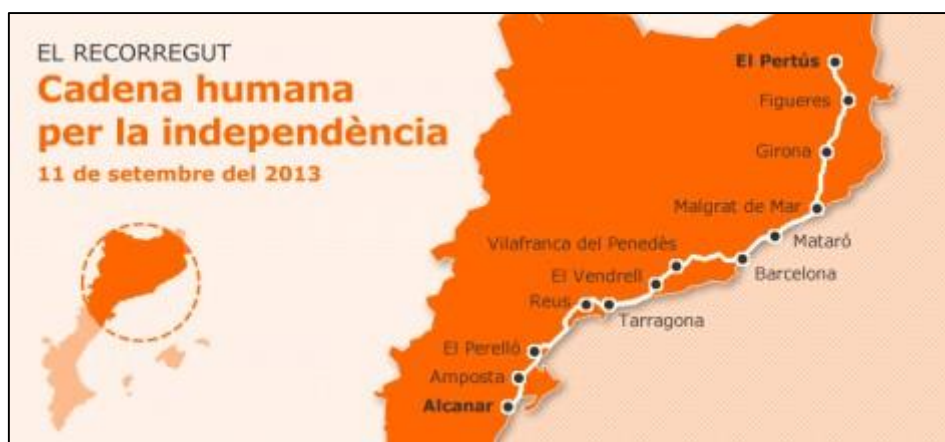 EL RECORREGUT
Cadena humana
per la independència
11 de setembre del 2013
El Pertús
Figueres
Girona
Malgrat de Mar
Mataró
Vilafranca del Penedès
Barcelona
El Vendrell
Reus
Tarragona
El Perelló
Amposta
Alcanar